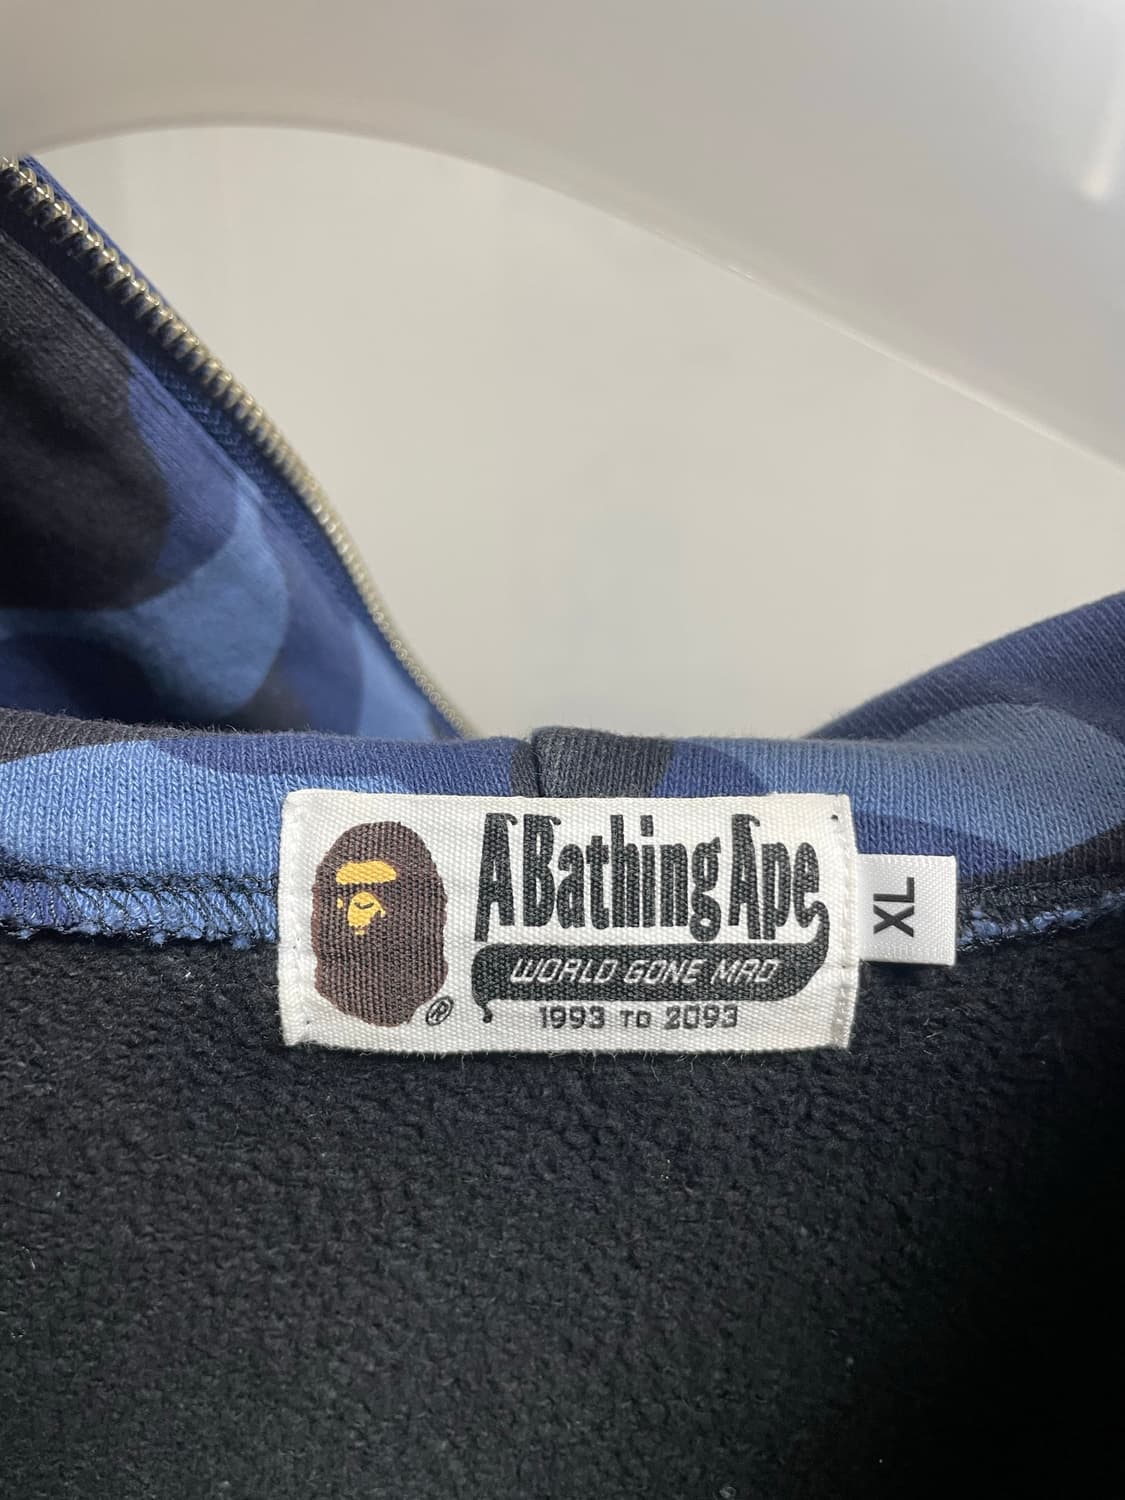 A Bathing Ape
WORLD GONE MAD
1993 TO 2093
®
XL